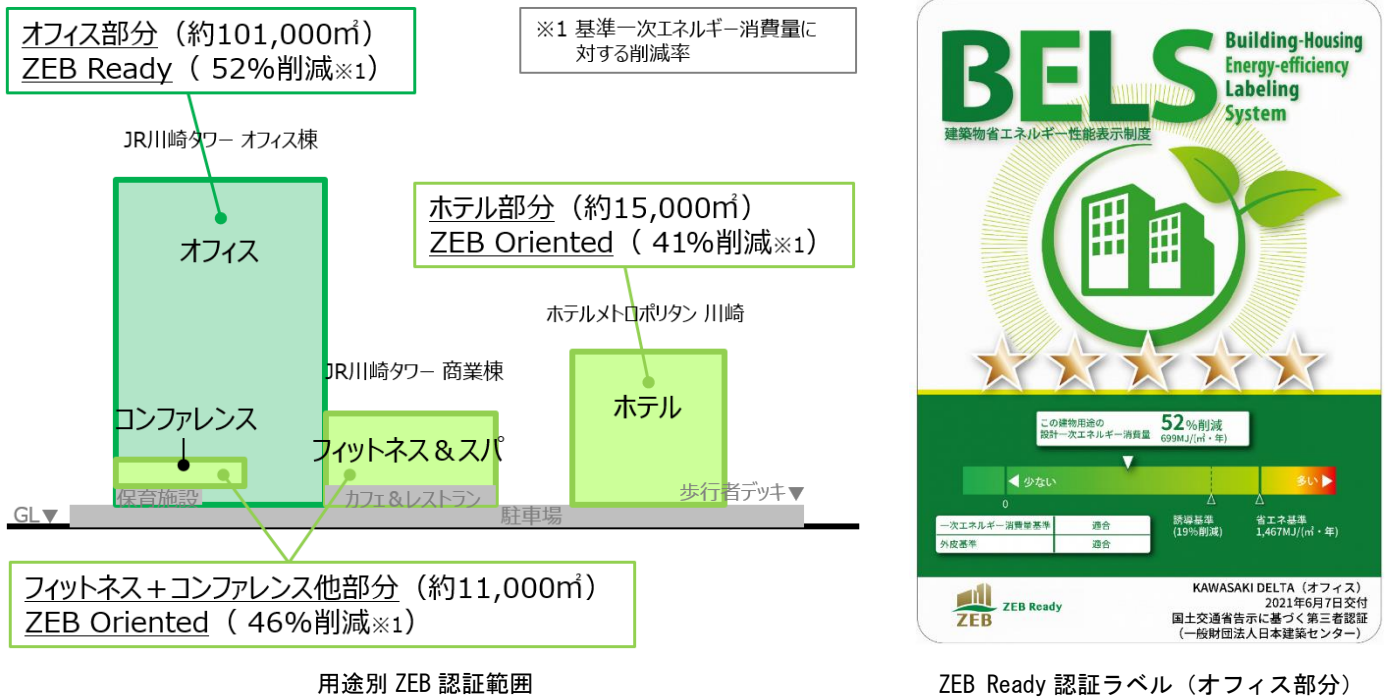 オフィス部分（約101,000㎡）
ZEB Ready（ 52%削減※1）
※1 基準一次エネルギー消費量に
対する削減率
JR川崎タワー オフィス棟
オフィス
ホテル部分（約15,000㎡）
ZEB Oriented（ 41%削減※1）
ホテルメトロポリタン 川崎
JR川崎タワー 商業棟
ホテル
コンファレンス
フィットネス＆スパ
保育施設
カフェ&レストラン
歩行者デッキ▼
GL▼
駐車場
フィットネス＋コンファレンス他部分（約11,000㎡）
ZEB Oriented（ 46%削減※1）
用途別 ZEB 認証範囲
BELS
Building-Housing
Energy-efficiency
Labeling
System
建築物省エネルギー性能表示制度
この建物用途の
設計一次エネルギー消費量
52%削減
699MJ/(㎡・年)
◀ 少ない
多い ▶
0
誘導基準
(19%削減)
省エネ基準
1,467MJ/(㎡・年)
一次エネルギー消費量基準 適合
外皮基準 適合
ZEB
ZEB Ready
KAWASAKI DELTA（オフィス）
2021年6月7日交付
国土交通省告示に基づく第三者認証
（一般財団法人日本建築センター）
ZEB Ready 認証ラベル（オフィス部分）